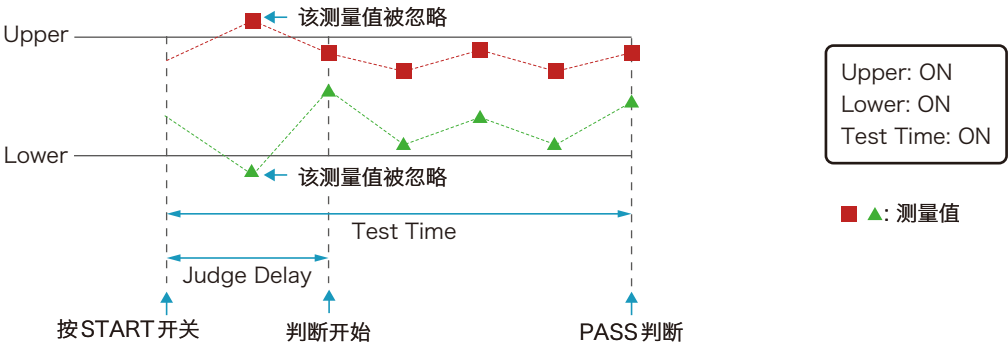 该测量值被忽略
Upper
Upper: ON
Lower: ON
Test Time: ON
Lower
该测量值被忽略
: 测量值
Test Time
Judge Delay
按START开关
判断开始
PASS判断